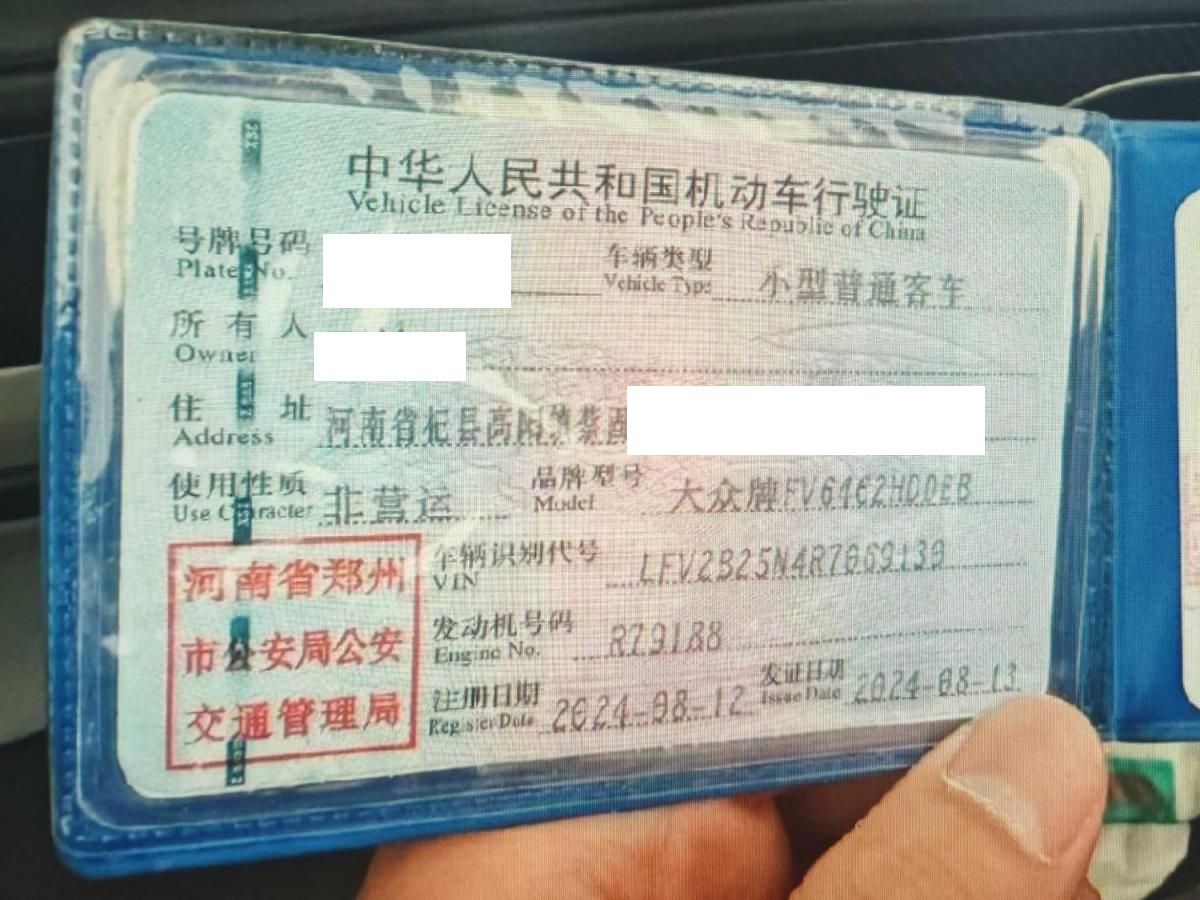 中华人民共和国机动车行驶证
Vehicle License of the People's Republic of China
号牌号码
Plate No.
车辆类型 小型普通客车
Vehicle Type
所有人
Owner
住址 河南省杞县高阳镇
Address
使用性质 非营运
Use Character
品牌型号 大众牌FV6462HDDEB
Model
河南省郑州
市公安局公安
交通管理局
车辆识别代号
VIN
发动机号码 R79188
Engine No.
注册日期 2024-08-12
Register Date
发证日期 2024-08-13
Issue Date